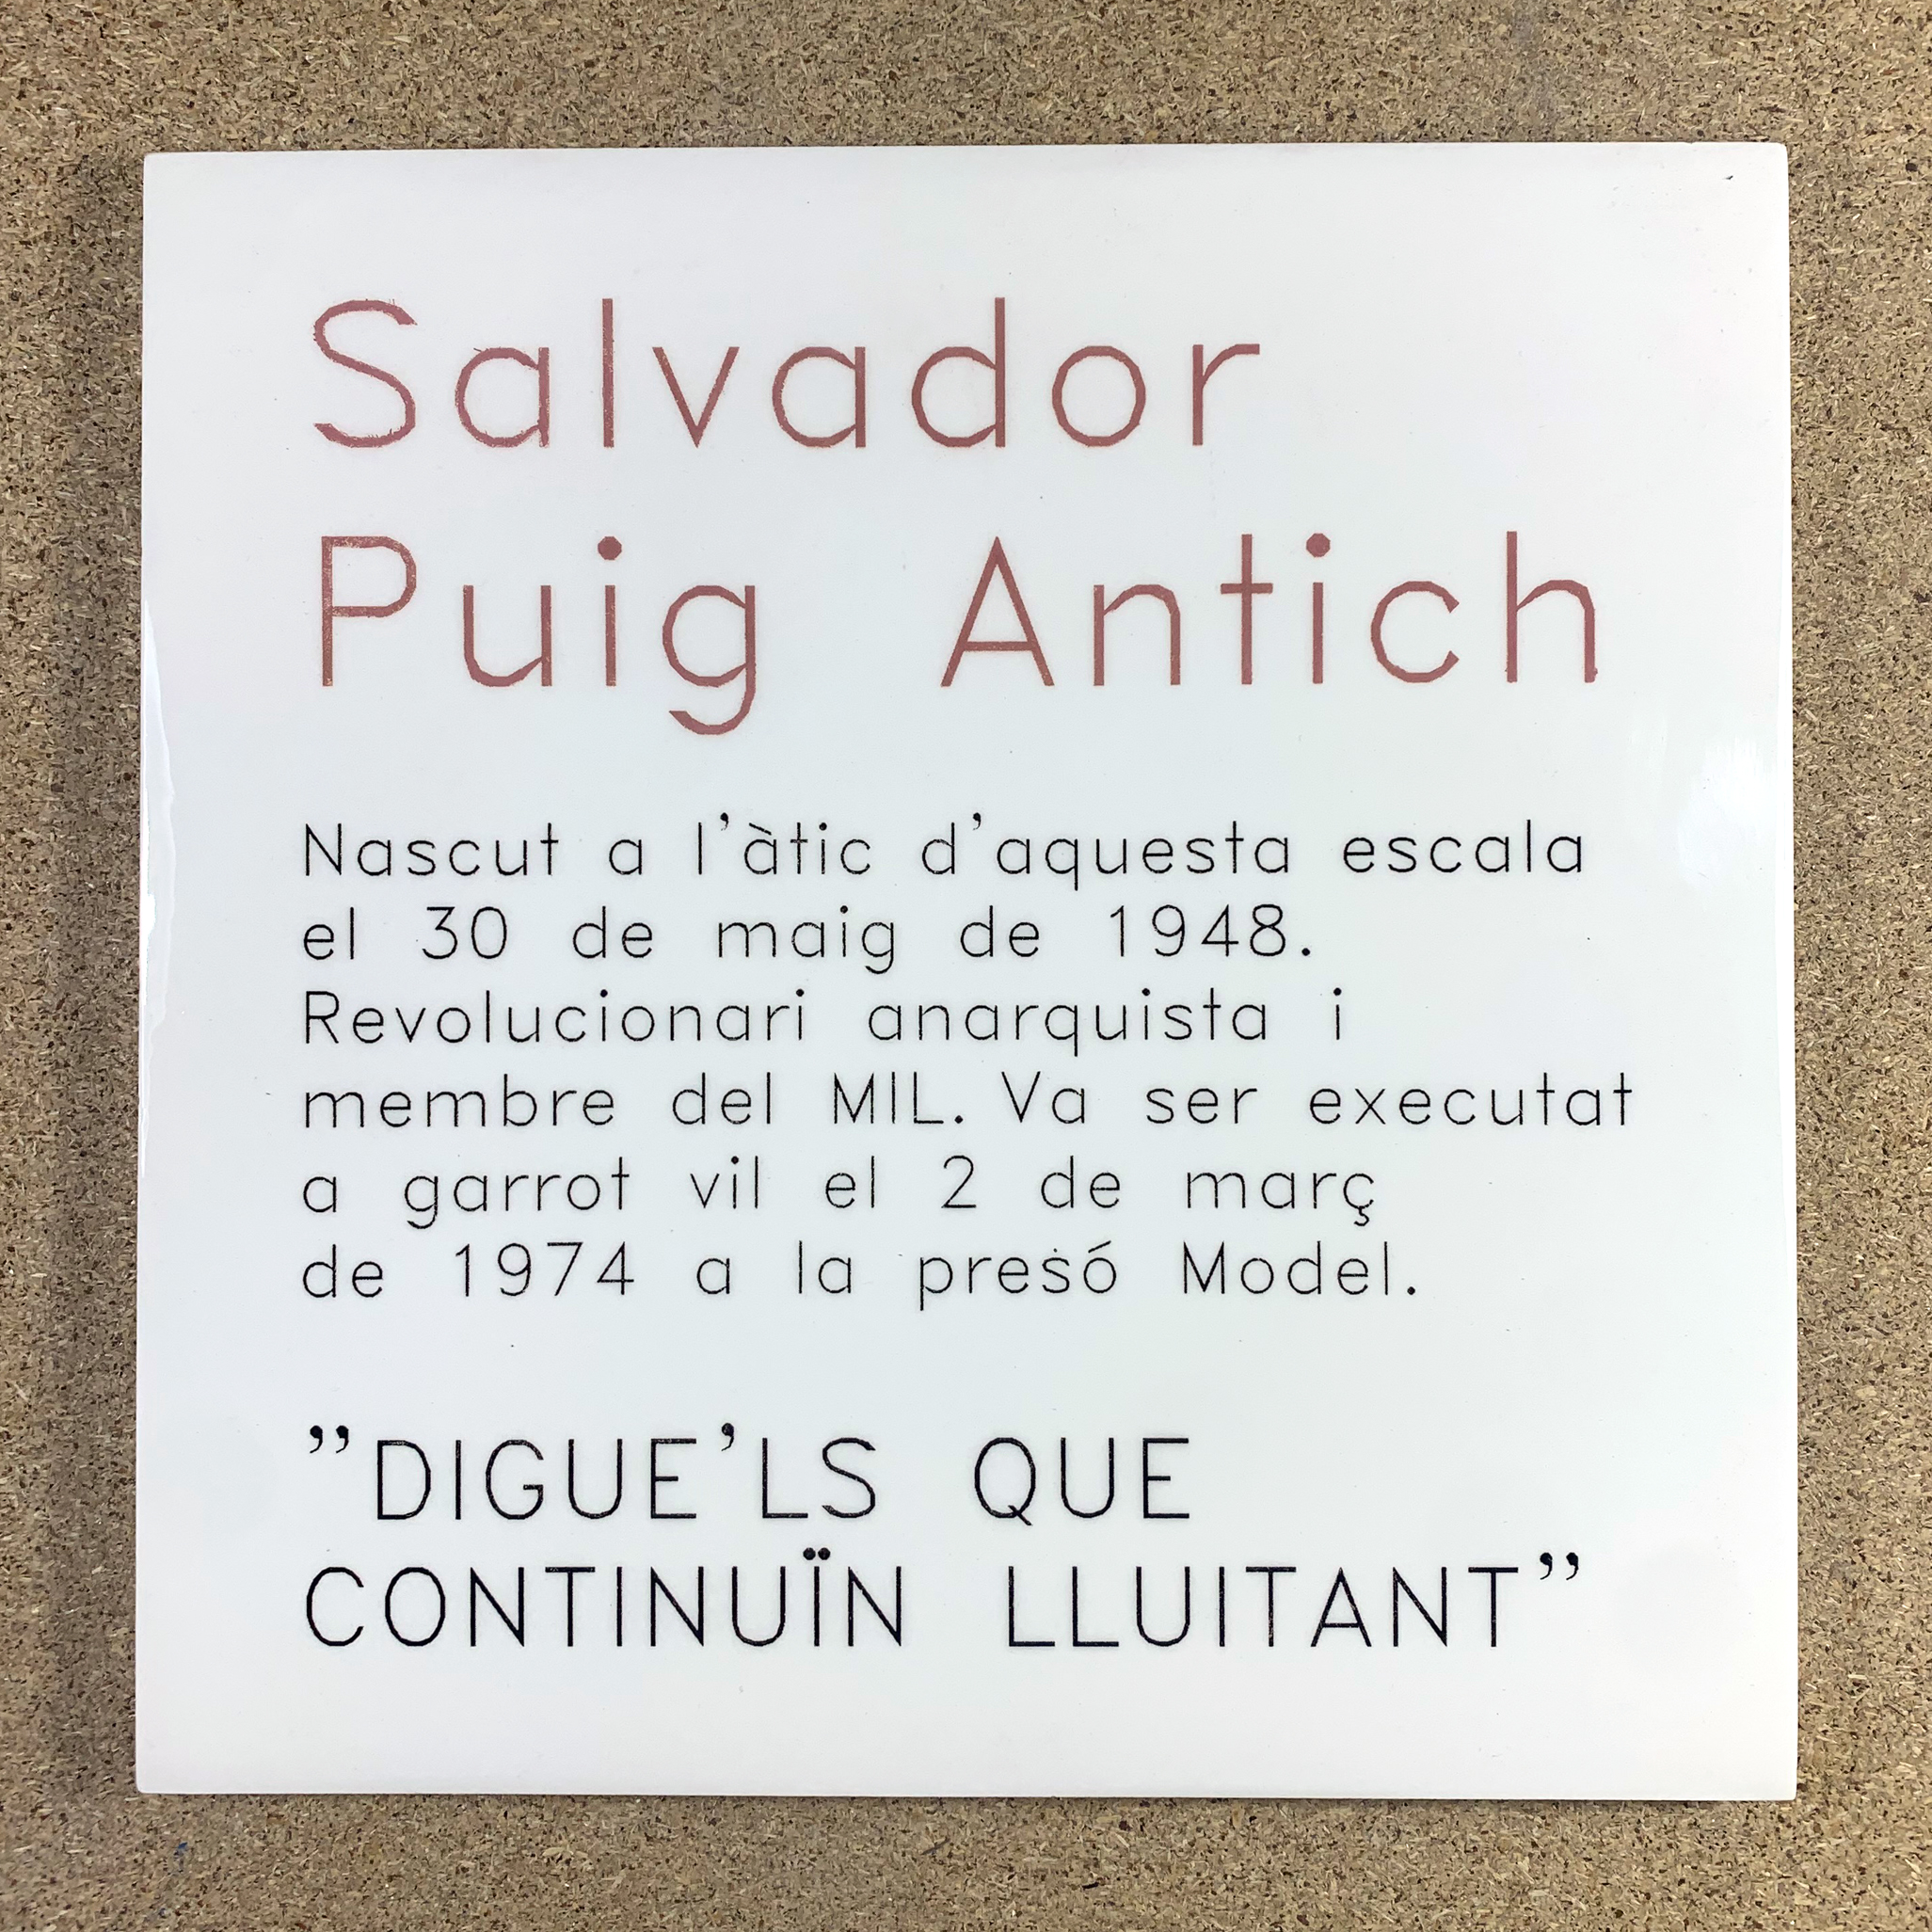 Salvador
Puig Antich
Nascut a l’àtic d’aquesta escala
el 30 de maig de 1948.
Revolucionari anarquista i
membre del MIL. Va ser executat
a garrot vil el 2 de març
de 1974 a la presó Model.
”DIGUE’LS QUE
CONTINUÏN LLUITANT”